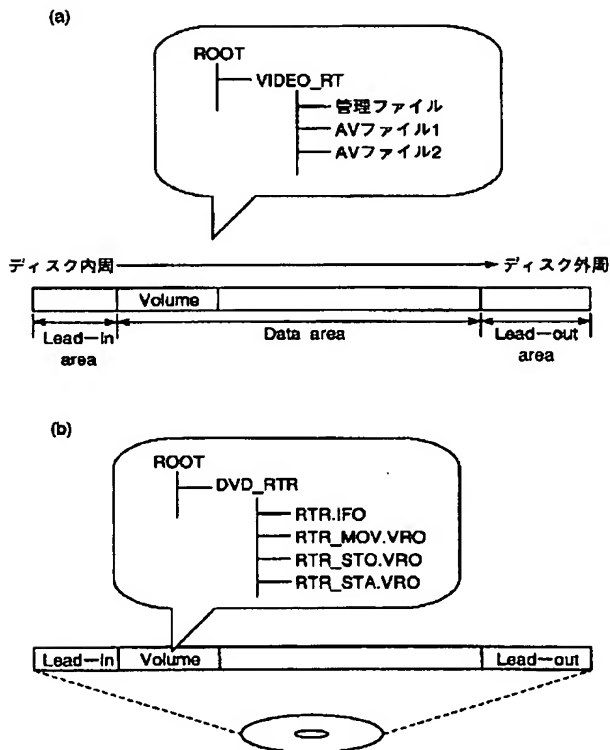 (a)
ROOT
VIDEO_RT
管理ファイル
AVファイル1
AVファイル2
ディスク内周
ディスク外周
Volume
Lead-in area
Data area
Lead-out area
(b)
ROOT
DVD_RTR
RTR.IFO
RTR_MOV.VRO
RTR_STO.VRO
RTR_STA.VRO
Lead-in
Volume
Lead-out